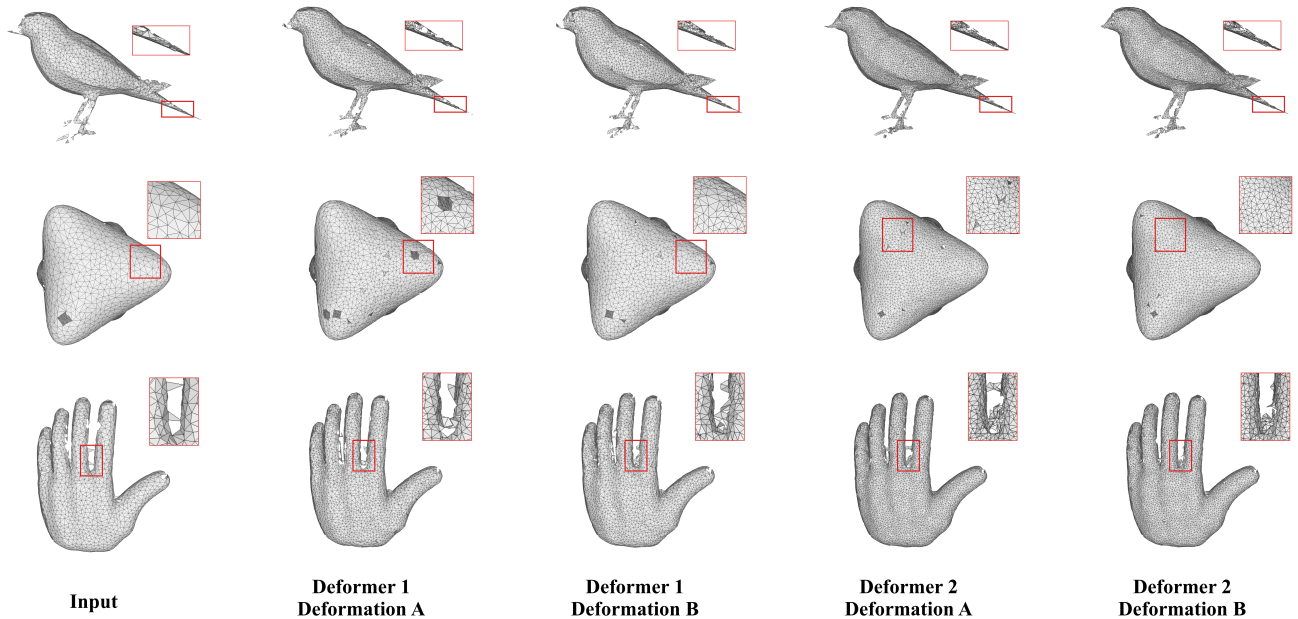 Input
Deformer 1
Deformation A
Deformer 1
Deformation B
Deformer 2
Deformation A
Deformer 2
Deformation B